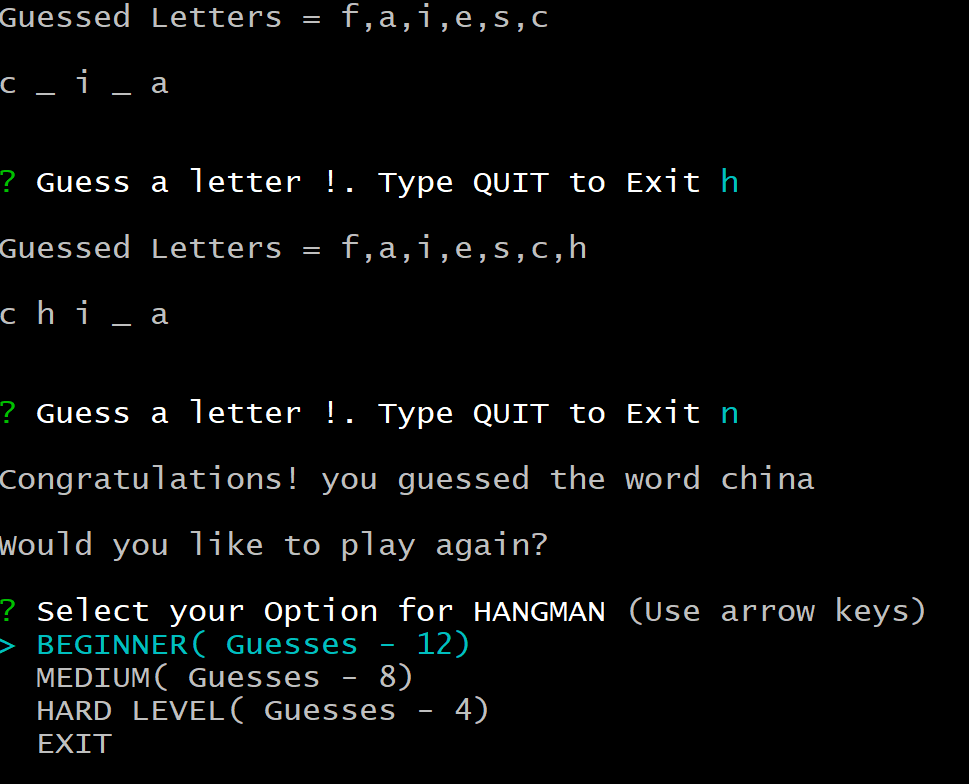 Guessed Letters = f,a,i,e,s,c
c _ i _ a
? Guess a letter !. Type QUIT to Exit h
Guessed Letters = f,a,i,e,s,c,h
c h i _ a
? Guess a letter !. Type QUIT to Exit n
Congratulations! you guessed the word china
Would you like to play again?
? Select your Option for HANGMAN (Use arrow keys)
> BEGINNER( Guesses - 12)
MEDIUM( Guesses - 8)
HARD LEVEL( Guesses - 4)
EXIT